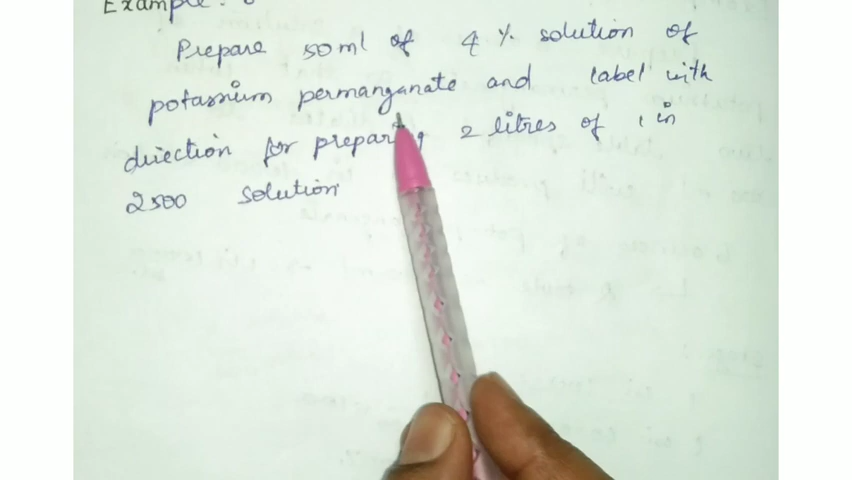 Example :
Prepare 50ml of 4 % solution of
potassium permanganate and label with
direction for preparing 2 litres of 1 in
2500 solution